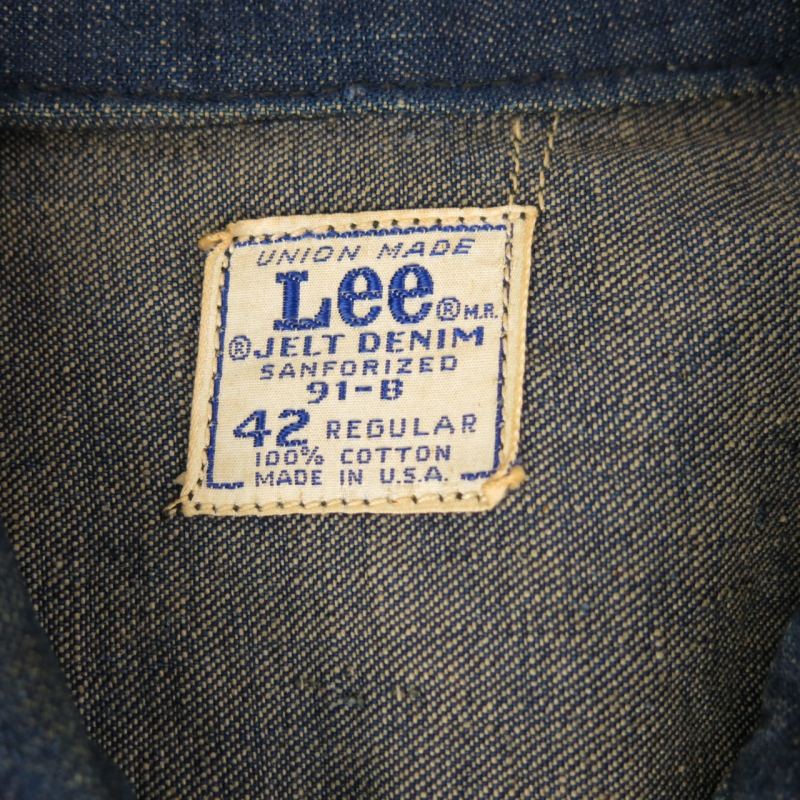 UNION MADE
Lee® M.R.
®JELT DENIM
SANFORIZED
91-B
42 REGULAR
100% COTTON
MADE IN U.S.A.